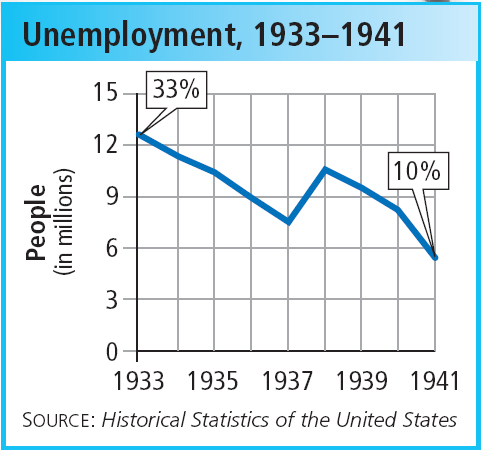 Unemployment, 1933–1941
33%
10%
People
(in millions)
15
12
9
6
3
0
1933 1935 1937 1939 1941
SOURCE: Historical Statistics of the United States